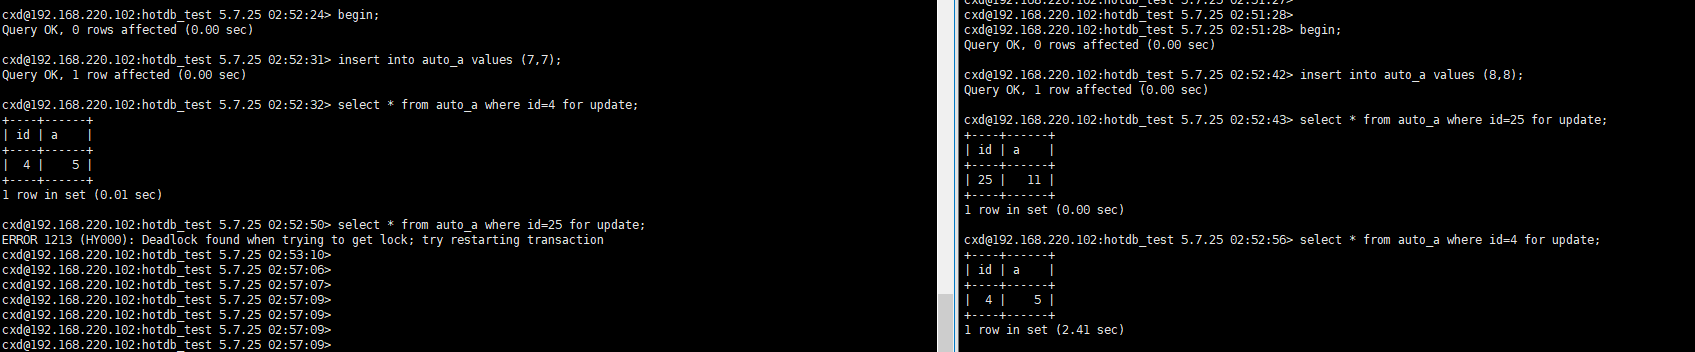 cxd@192.168.220.102:hotdb_test 5.7.25 02:52:24> begin;
Query OK, 0 rows affected (0.00 sec)
cxd@192.168.220.102:hotdb_test 5.7.25 02:52:31> insert into auto_a values (7,7);
Query OK, 1 row affected (0.00 sec)
cxd@192.168.220.102:hotdb_test 5.7.25 02:52:32> select * from auto_a where id=4 for update;
+----+------+
| id | a    |
+----+------+
|  4 |    5 |
+----+------+
1 row in set (0.01 sec)
cxd@192.168.220.102:hotdb_test 5.7.25 02:52:50> select * from auto_a where id=25 for update;
ERROR 1213 (HY000): Deadlock found when trying to get lock; try restarting transaction
cxd@192.168.220.102:hotdb_test 5.7.25 02:53:10>
cxd@192.168.220.102:hotdb_test 5.7.25 02:57:06>
cxd@192.168.220.102:hotdb_test 5.7.25 02:57:07>
cxd@192.168.220.102:hotdb_test 5.7.25 02:57:09>
cxd@192.168.220.102:hotdb_test 5.7.25 02:57:09>
cxd@192.168.220.102:hotdb_test 5.7.25 02:57:09>
cxd@192.168.220.102:hotdb_test 5.7.25 02:57:09>
cxd@192.168.220.102:hotdb_test 5.7.25 02:51:27>
cxd@192.168.220.102:hotdb_test 5.7.25 02:51:28>
cxd@192.168.220.102:hotdb_test 5.7.25 02:51:28> begin;
Query OK, 0 rows affected (0.00 sec)
cxd@192.168.220.102:hotdb_test 5.7.25 02:52:42> insert into auto_a values (8,8);
Query OK, 1 row affected (0.00 sec)
cxd@192.168.220.102:hotdb_test 5.7.25 02:52:43> select * from auto_a where id=25 for update;
+----+------+
| id | a    |
+----+------+
| 25 |   11 |
+----+------+
1 row in set (0.00 sec)
cxd@192.168.220.102:hotdb_test 5.7.25 02:52:56> select * from auto_a where id=4 for update;
+----+------+
| id | a    |
+----+------+
|  4 |    5 |
+----+------+
1 row in set (2.41 sec)